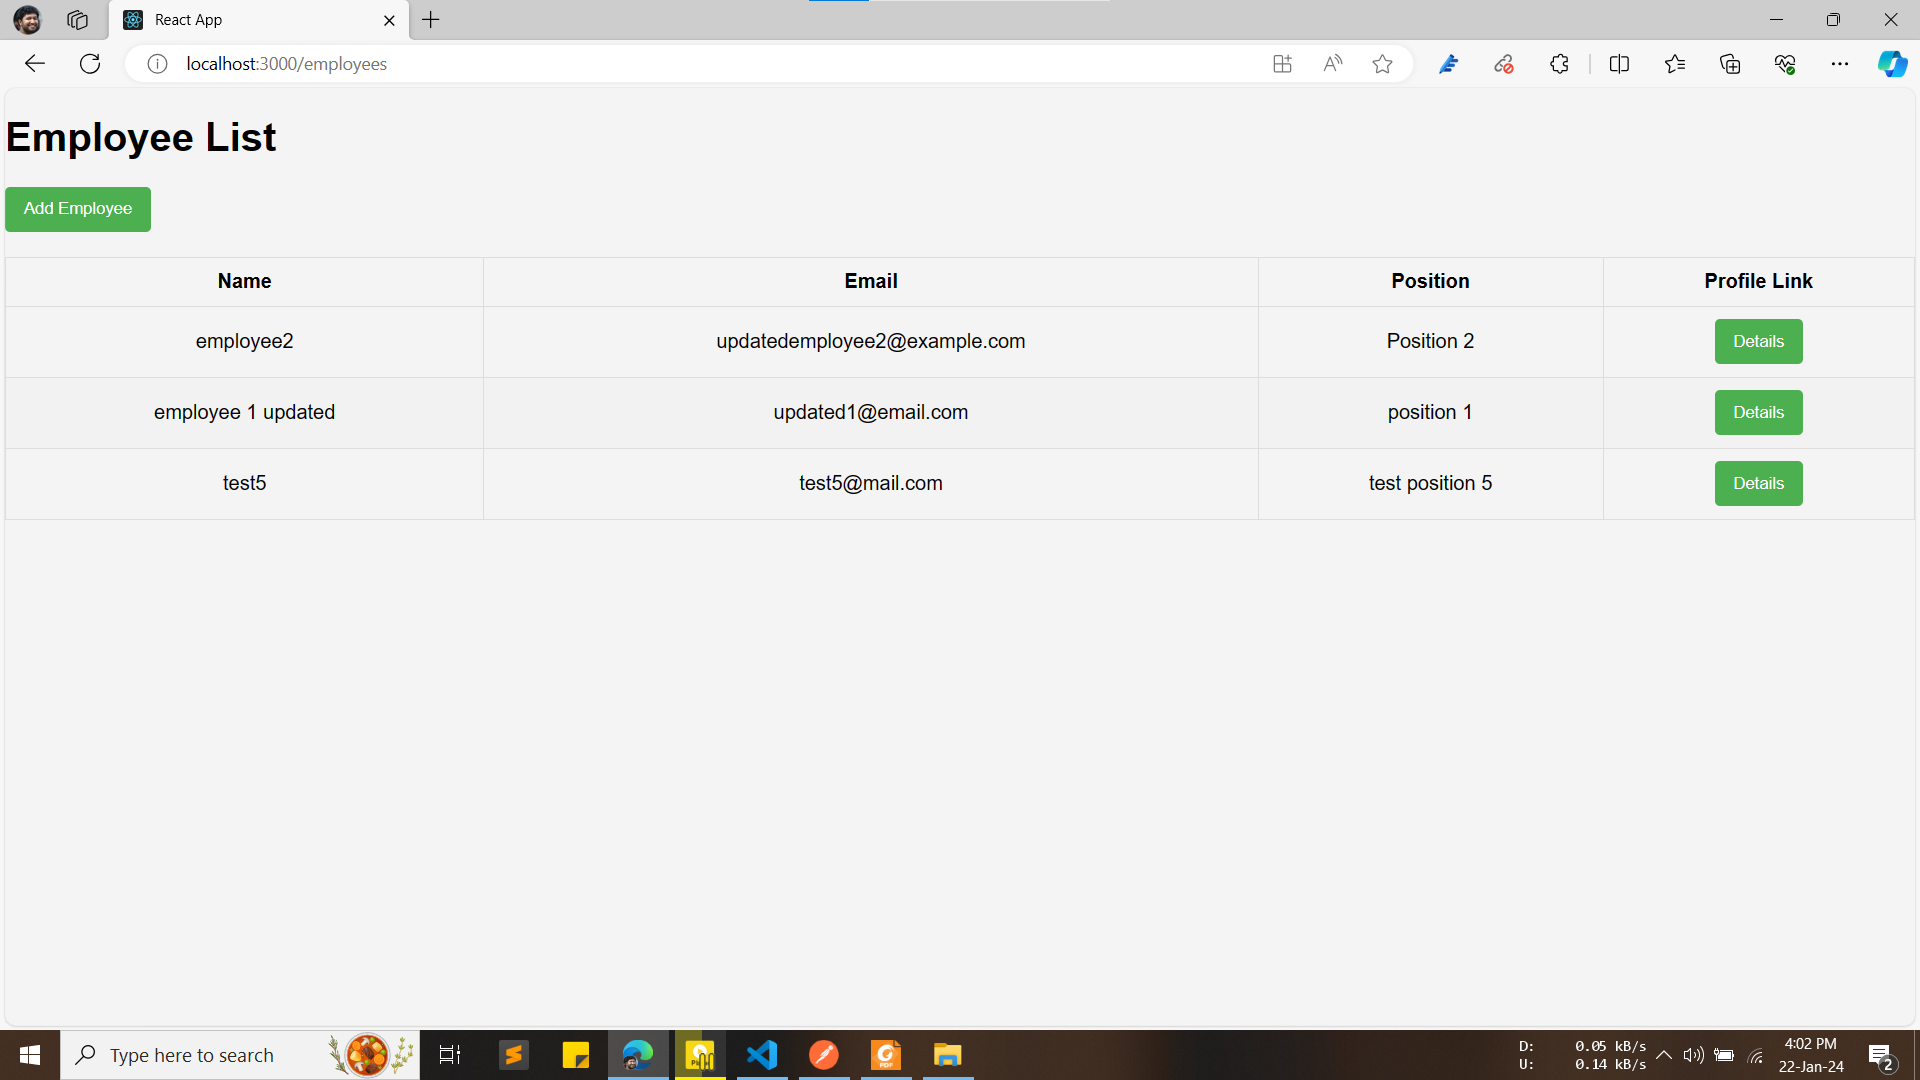 React App
localhost:3000/employees
Employee List
Add Employee
Name Email Position Profile Link
employee2 updatedemployee2@example.com Position 2 Details
employee 1 updated updated1@email.com position 1 Details
test5 test5@mail.com test position 5 Details
Type here to search
D: 0.05 kB/s
U: 0.14 kB/s
4:02 PM
22-Jan-24
2
PDF